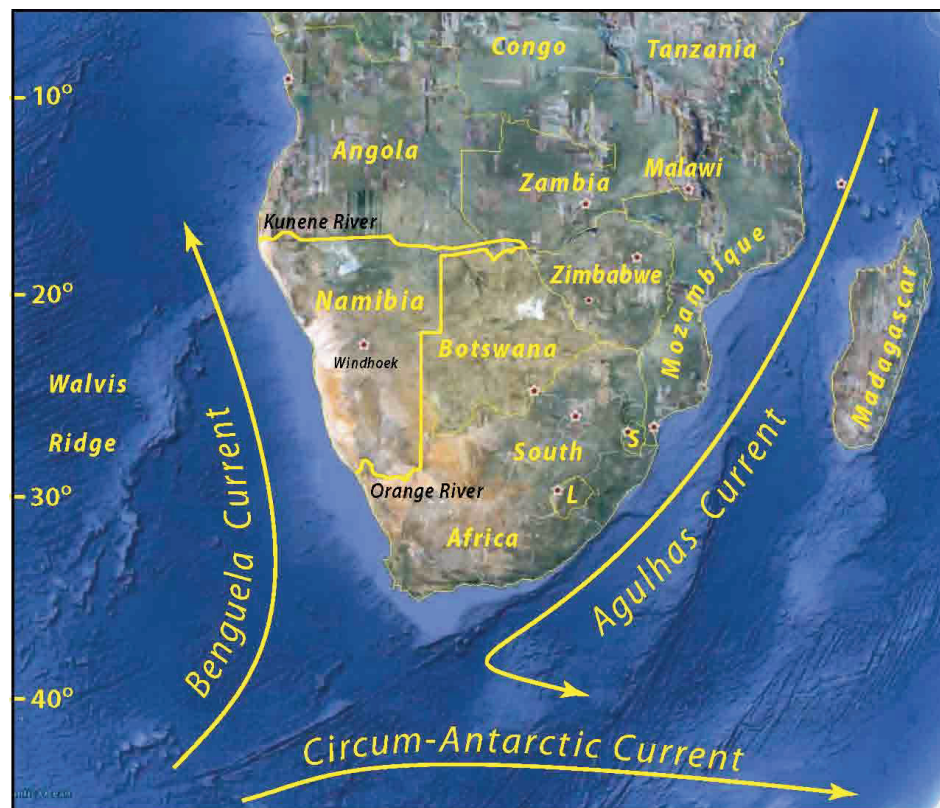 Congo
Tanzania
10°
Angola
Malawi
Zambia
Kunene River
Zimbabwe
Mozambique
20°
Namibia
Madagascar
Windhoek
Botswana
Walvis
Ridge
Benguela Current
South
S
30°
Orange River
L
Africa
Agulhas Current
40°
Circum-Antarctic Current